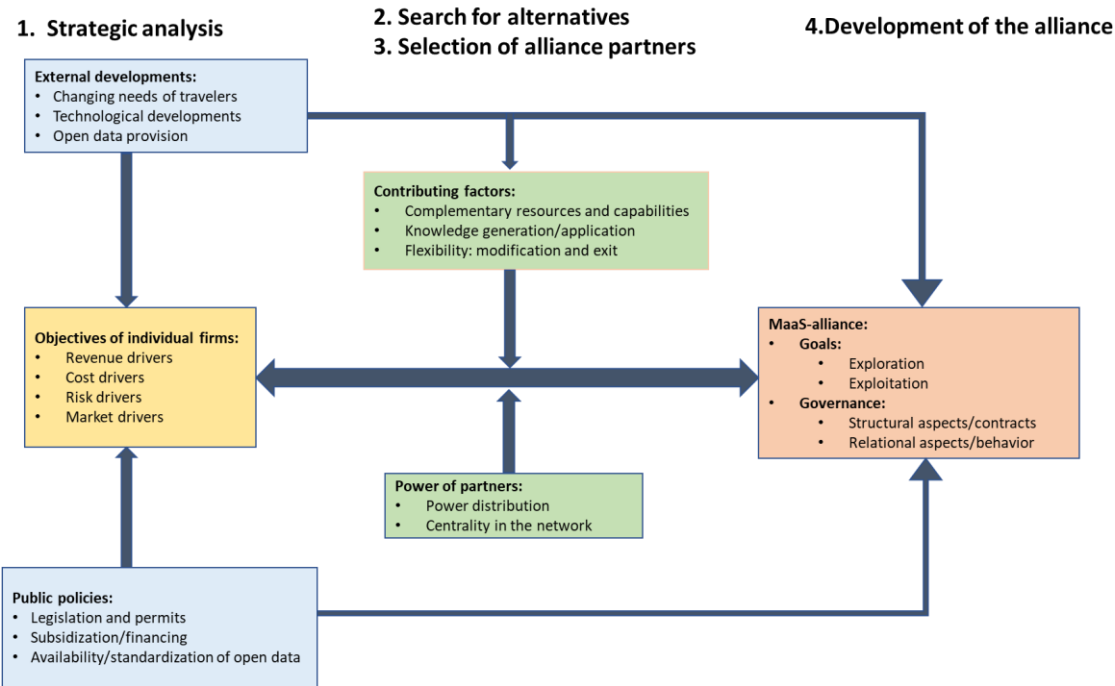 1. Strategic analysis
2. Search for alternatives
3. Selection of alliance partners
4.Development of the alliance
External developments:
• Changing needs of travelers
• Technological developments
• Open data provision
Contributing factors:
• Complementary resources and capabilities
• Knowledge generation/application
• Flexibility: modification and exit
Objectives of individual firms:
• Revenue drivers
• Cost drivers
• Risk drivers
• Market drivers
MaaS-alliance:
• Goals:
• Exploration
• Exploitation
• Governance:
• Structural aspects/contracts
• Relational aspects/behavior
Power of partners:
• Power distribution
• Centrality in the network
Public policies:
• Legislation and permits
• Subsidization/financing
• Availability/standardization of open data